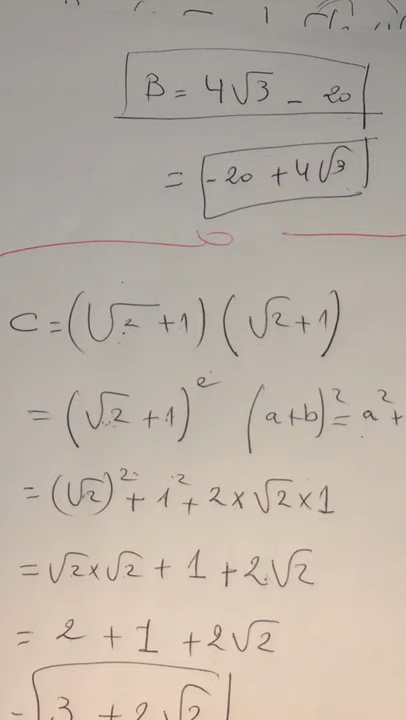 B = 4√3 - 20
= -20 + 4√3
C = (√2 + 1) (√2 + 1)
= (√2 + 1)² (a+b)² = a² +
= (√2)² + 1² + 2 × √2 × 1
= √2 × √2 + 1 + 2√2
= 2 + 1 + 2√2
= 3 + 2√2